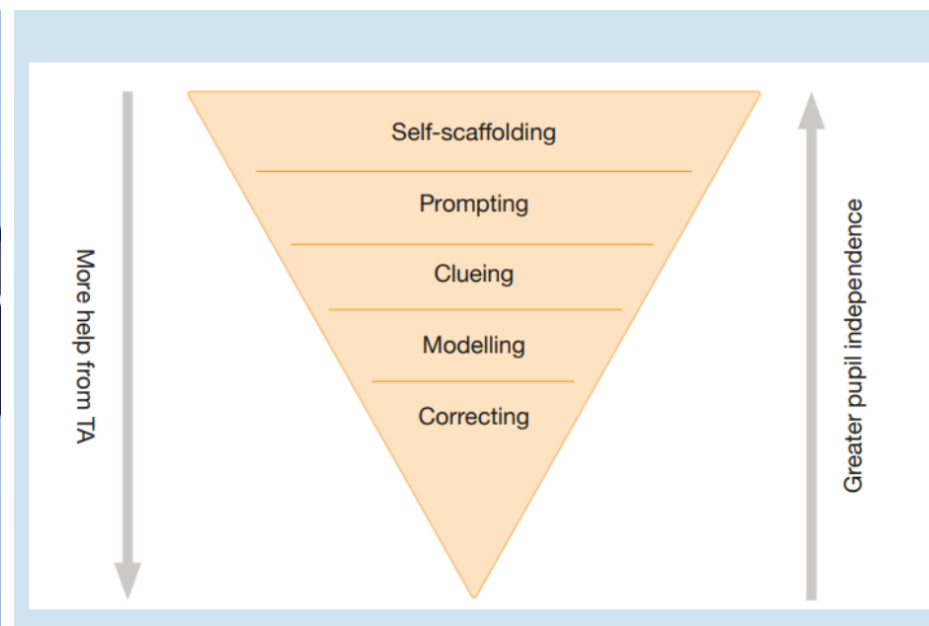 Self-scaffolding
Prompting
Clueing
Modelling
Correcting
More help from TA
Greater pupil independence